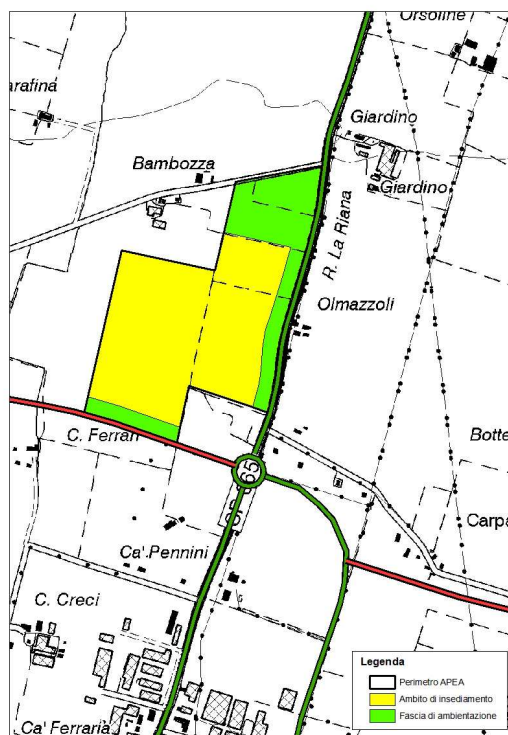 Orsoline
arafina
Giardino
Bambozza
Giardino
R. La Riana
Olmazzoli
C. Ferrari
Botte
65
Carpa
Ca'.Pennini
C. Creci
Ca' Ferraria
Legenda
Perimetro APEA
Ambito di insediamento
Fascia di ambientazione